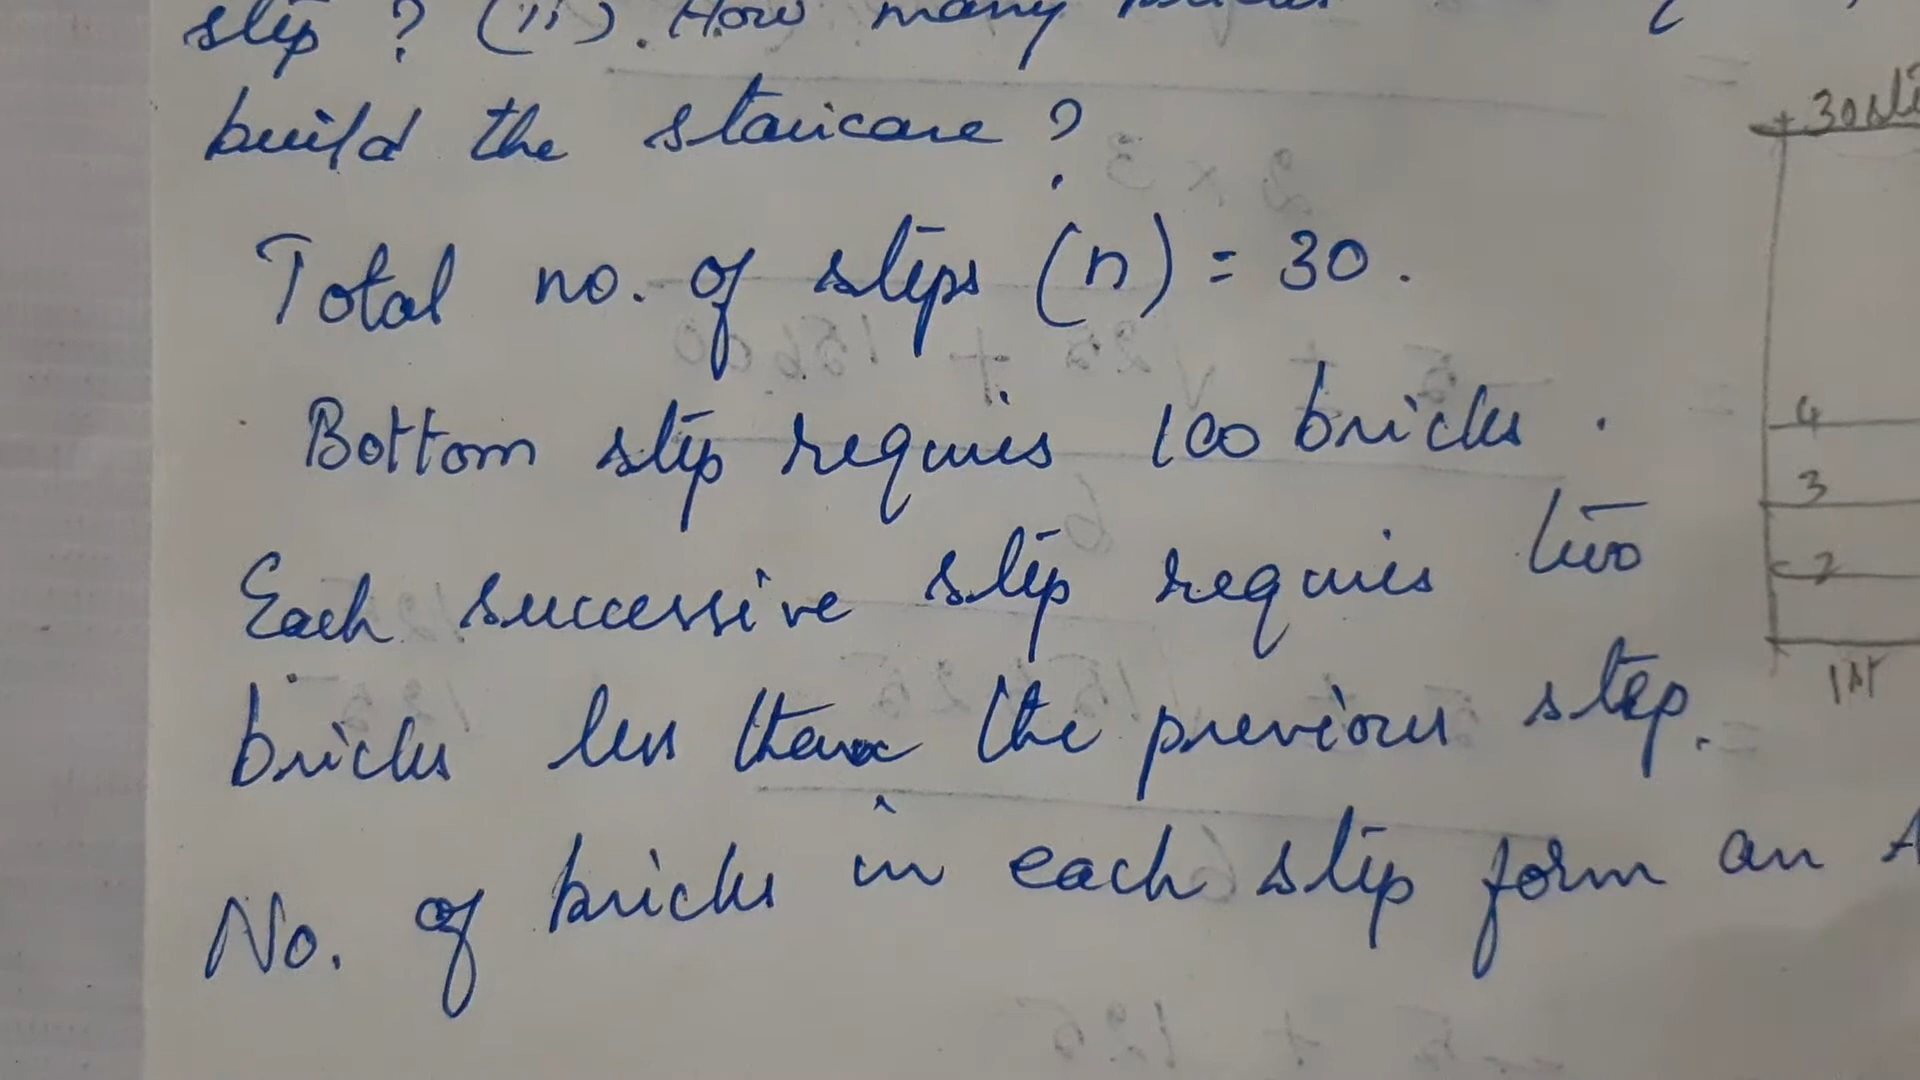 step ? (ii). How many bricks
build the staircase ?
Total no. of steps (n) = 30.
Bottom step requires 100 bricks.
Each successive step requires two
bricks less than the previous step.
No. of bricks in each step form an A
30
4
3
2
1st